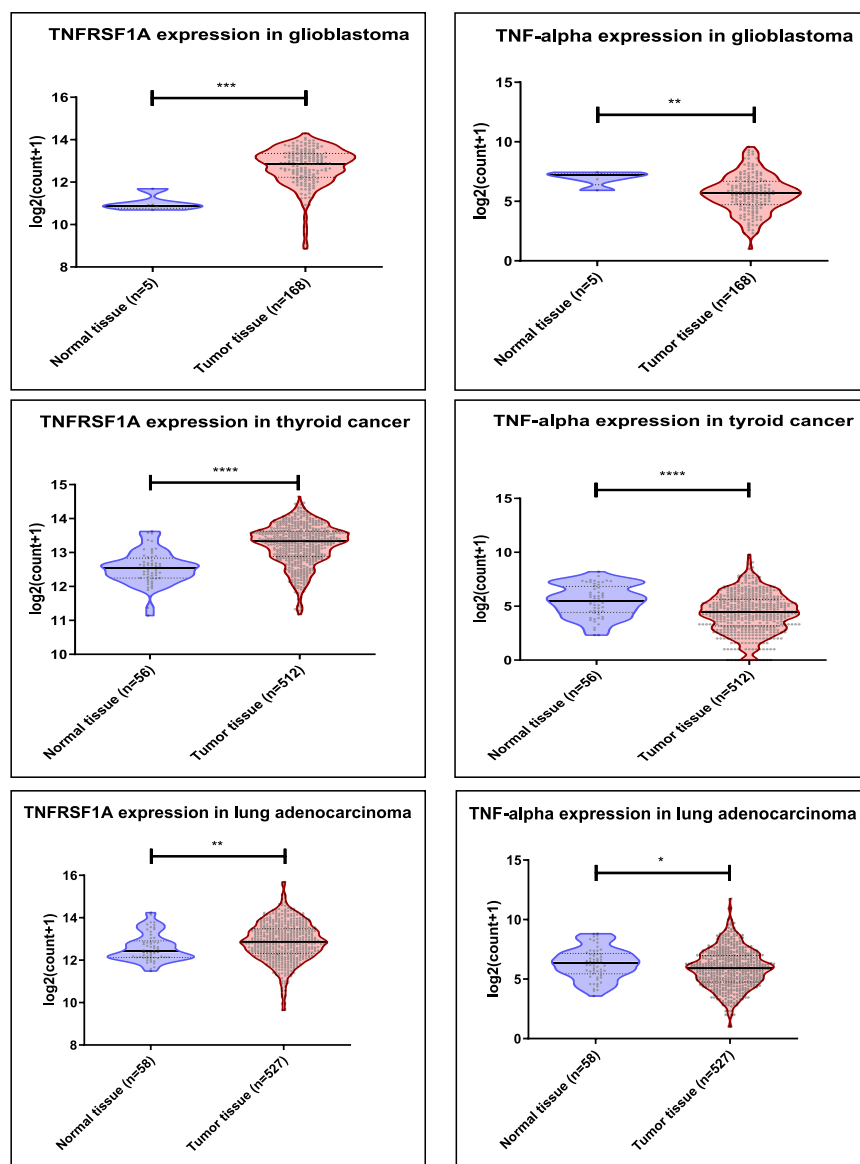 TNFRSF1A expression in glioblastoma
***
16
14
12
10
8
log2(count+1)
Normal tissue (n=5)
Tumor tissue (n=168)
TNF-alpha expression in glioblastoma
**
15
10
5
0
log2(count+1)
Normal tissue (n=5)
Tumor tissue (n=168)
TNFRSF1A expression in thyroid cancer
****
15
14
13
12
11
10
log2(count+1)
Normal tissue (n=56)
Tumor tissue (n=512)
TNF-alpha expression in tyroid cancer
****
15
10
5
0
log2(count+1)
Normal tissue (n=56)
Tumor tissue (n=512)
TNFRSF1A expression in lung adenocarcinoma
**
16
14
12
10
8
log2(count+1)
Normal tissue (n=58)
Tumor tissue (n=527)
TNF-alpha expression in lung adenocarcinoma
*
15
10
5
0
log2(count+1)
Normal tissue (n=58)
Tumor tissue (n=527)